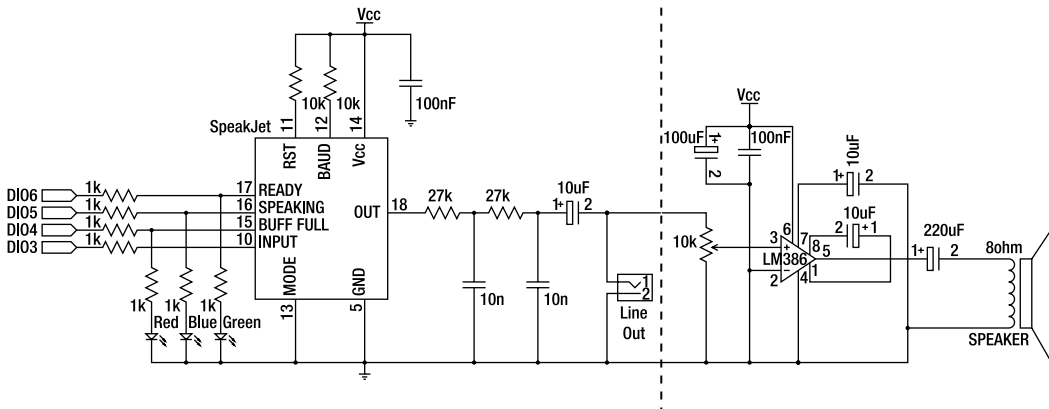 Vcc
10k
10k
100nF
SpeakJet
11
12
14
RST
BAUD
Vcc
DIO6
1k
17
READY
DIO5
1k
16
SPEAKING
DIO4
1k
15
BUFF FULL
DIO3
1k
10
INPUT
OUT
18
MODE
GND
13
5
1k
1k
1k
Red
Blue
Green
27k
27k
10uF
1+
2
10n
10n
1
2
Line
Out
Vcc
100uF
1+
2
100nF
10k
3
+
LM386
-
2
6
7
8
5
1
4
10uF
1+
2
10uF
2
+1
220uF
1+
2
8ohm
SPEAKER